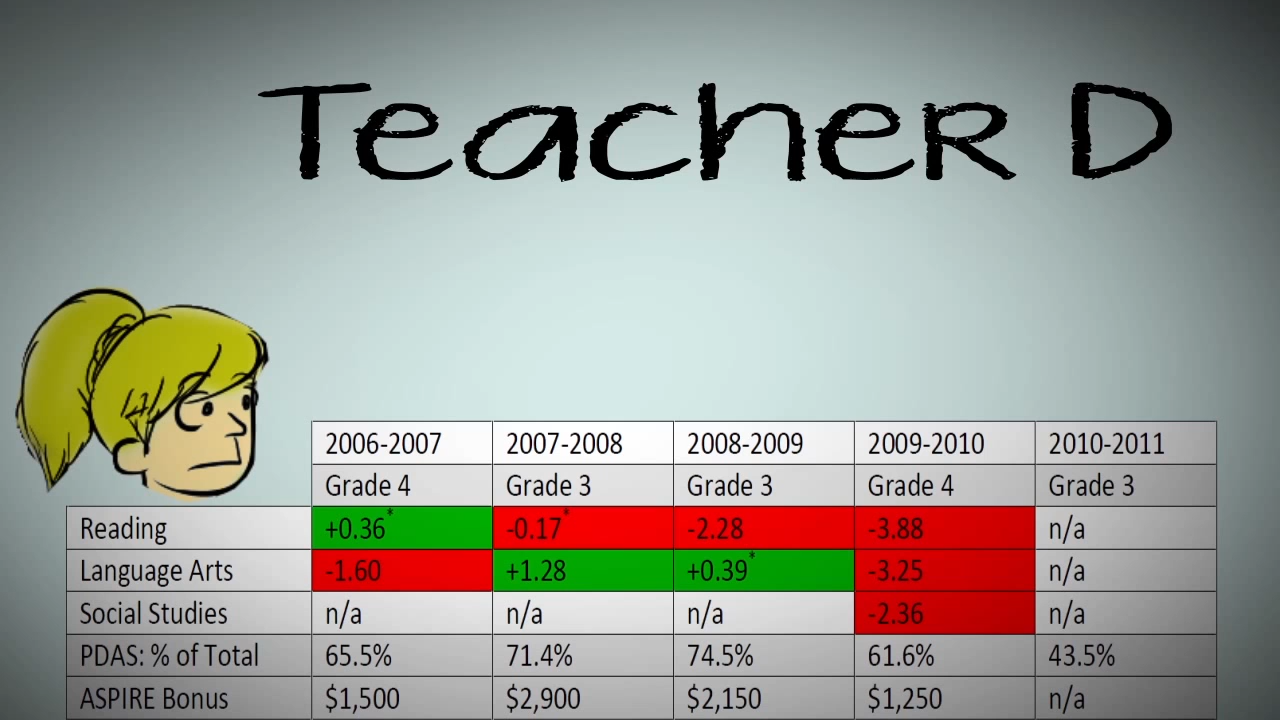 Teacher D
2006-2007 2007-2008 2008-2009 2009-2010 2010-2011
Grade 4 Grade 3 Grade 3 Grade 4 Grade 3
Reading +0.36* -0.17* -2.28 -3.88 n/a
Language Arts -1.60 +1.28 +0.39* -3.25 n/a
Social Studies n/a n/a n/a -2.36 n/a
PDAS: % of Total 65.5% 71.4% 74.5% 61.6% 43.5%
ASPIRE Bonus $1,500 $2,900 $2,150 $1,250 n/a